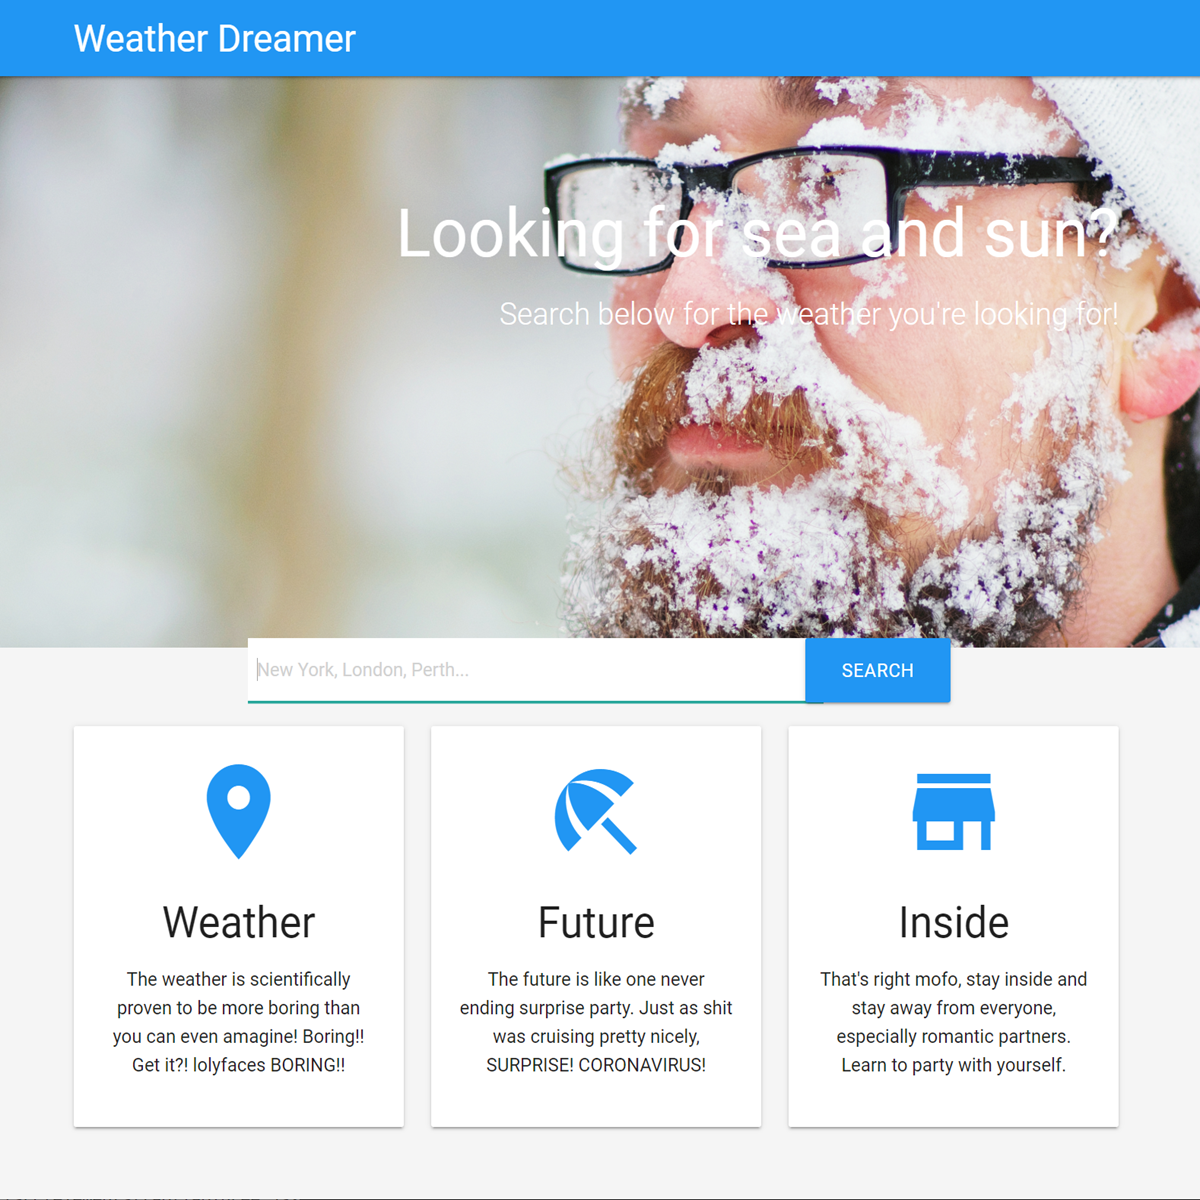 Weather Dreamer
Looking for sea and sun?
Search below for the weather you're looking for!
New York, London, Perth...
SEARCH
Weather
The weather is scientifically
proven to be more boring than
you can even amagine! Boring!!
Get it?! lolyfaces BORING!!
Future
The future is like one never
ending surprise party. Just as shit
was cruising pretty nicely,
SURPRISE! CORONAVIRUS!
Inside
That's right mofo, stay inside and
stay away from everyone,
especially romantic partners.
Learn to party with yourself.